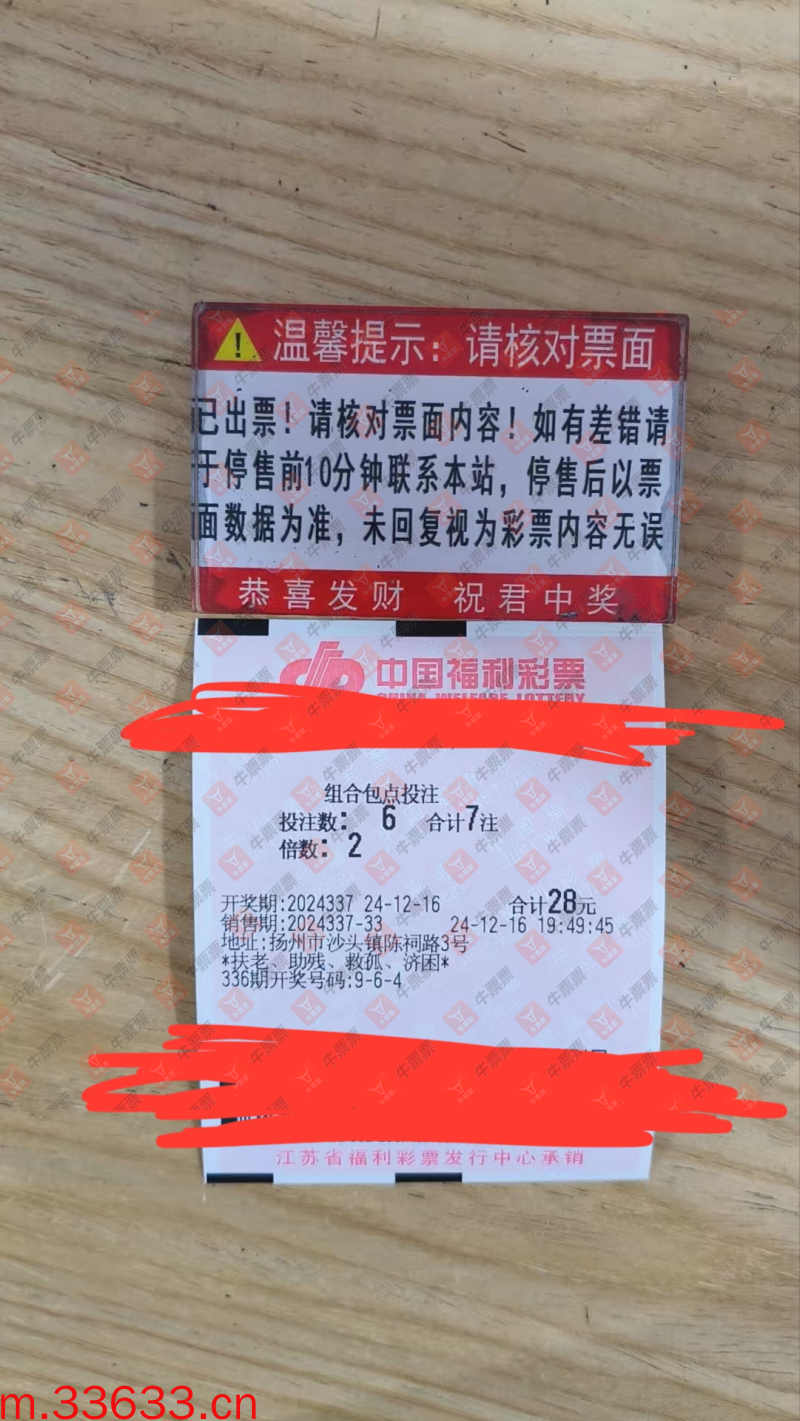 温馨提示：请核对票面
已出票！请核对票面内容！如有差错请
于停售前10分钟联系本站，停售后以票
面数据为准，未回复视为彩票内容无误
恭喜发财 祝君中奖
中国福利彩票
CHINA WELFARE LOTTERY
组合包点投注
投注数：6 合计7注
倍数：2
开奖期:2024337 24-12-16 合计28元
销售期:2024337-33 24-12-16 19:49:45
地址:扬州市沙头镇陈祠路3号
*扶老、助残、救孤、济困*
336期开奖号码:9-6-4
江苏省福利彩票发行中心承销
牛票票
m.33633.cn